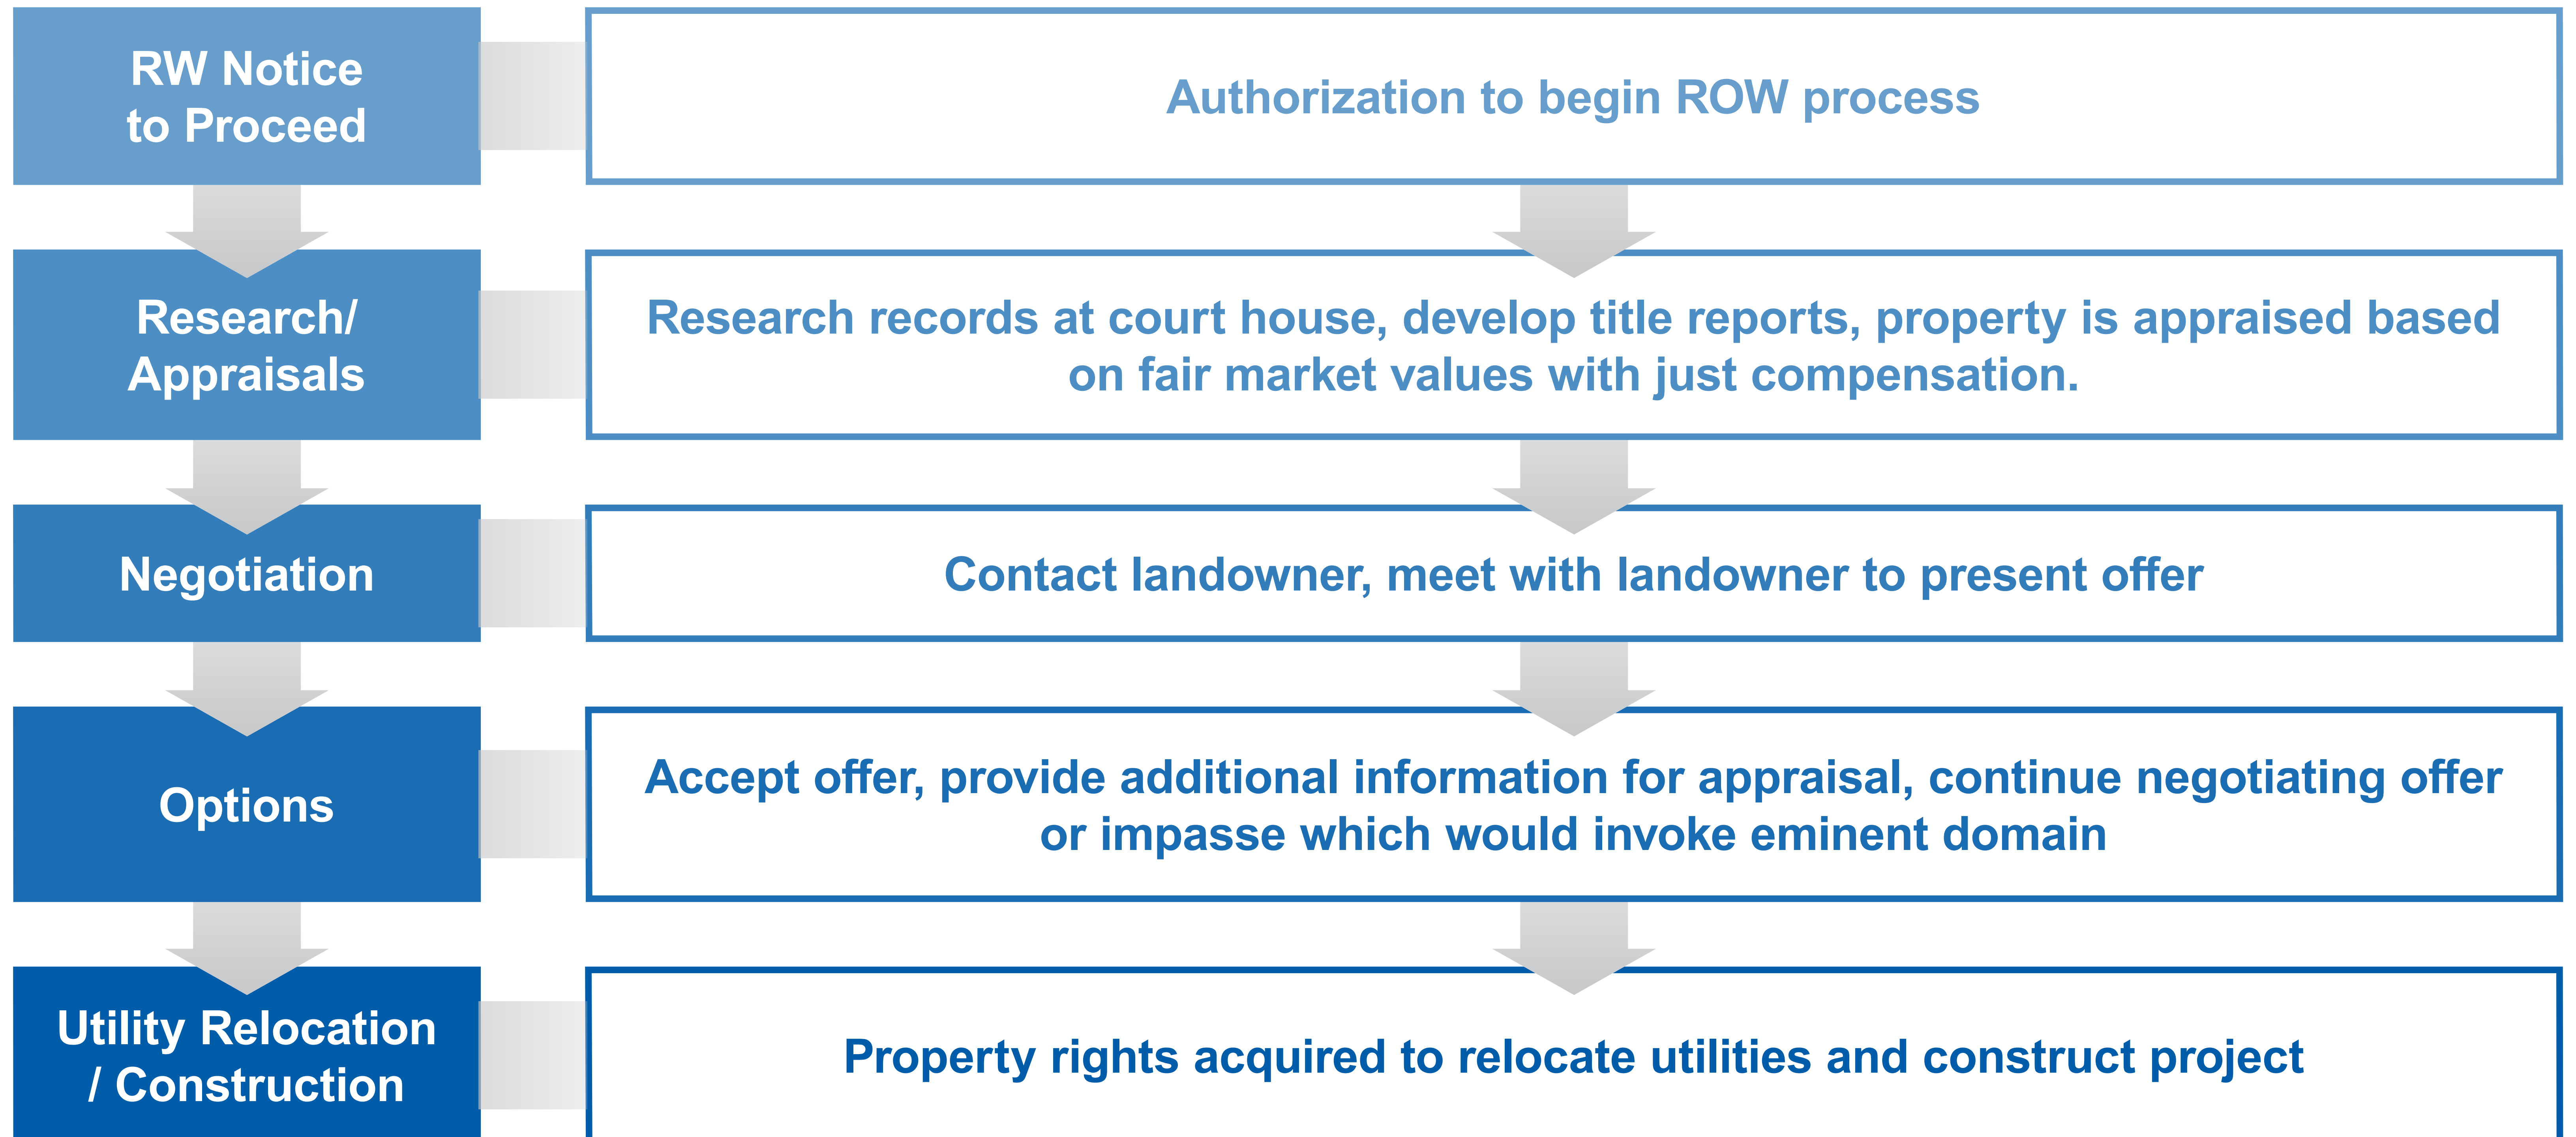 RW Notice
to Proceed
Authorization to begin ROW process
Research/
Appraisals
Research records at court house, develop title reports, property is appraised based
on fair market values with just compensation.
Negotiation
Contact landowner, meet with landowner to present offer
Options
Accept offer, provide additional information for appraisal, continue negotiating offer
or impasse which would invoke eminent domain
Utility Relocation
/ Construction
Property rights acquired to relocate utilities and construct project